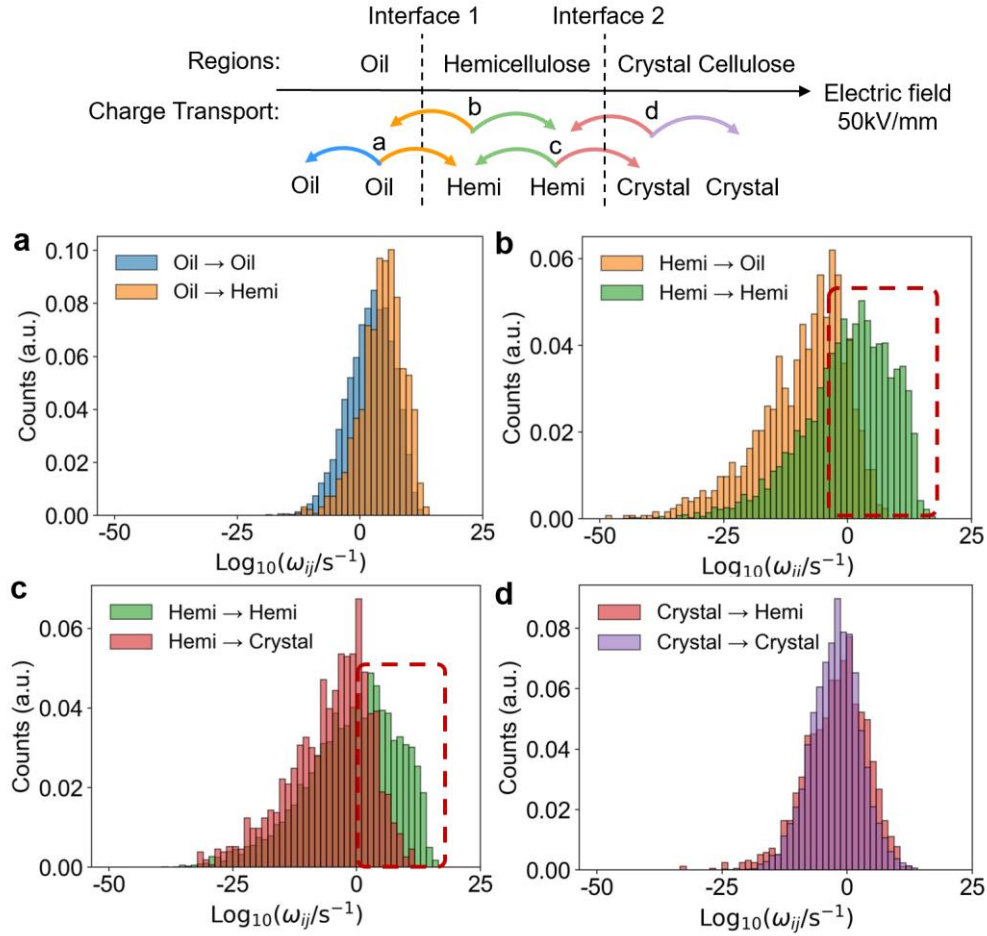 Interface 1 Interface 2
Regions: Oil Hemicellulose Crystal Cellulose
Charge Transport: b d Electric field
50kV/mm
a c
Oil Oil Hemi Hemi Crystal Crystal
a
0.10
0.08
0.06
0.04
0.02
0.00
Counts (a.u.)
Oil → Oil
Oil → Hemi
-50 -25 0 25
Log10(ωij/s⁻¹)
b
0.06
0.04
0.02
0.00
Counts (a.u.)
Hemi → Oil
Hemi → Hemi
-50 -25 0 25
Log10(ωij/s⁻¹)
c
0.06
0.04
0.02
0.00
Counts (a.u.)
Hemi → Hemi
Hemi → Crystal
-50 -25 0 25
Log10(ωij/s⁻¹)
d
0.08
0.06
0.04
0.02
0.00
Counts (a.u.)
Crystal → Hemi
Crystal → Crystal
-50 -25 0 25
Log10(ωij/s⁻¹)